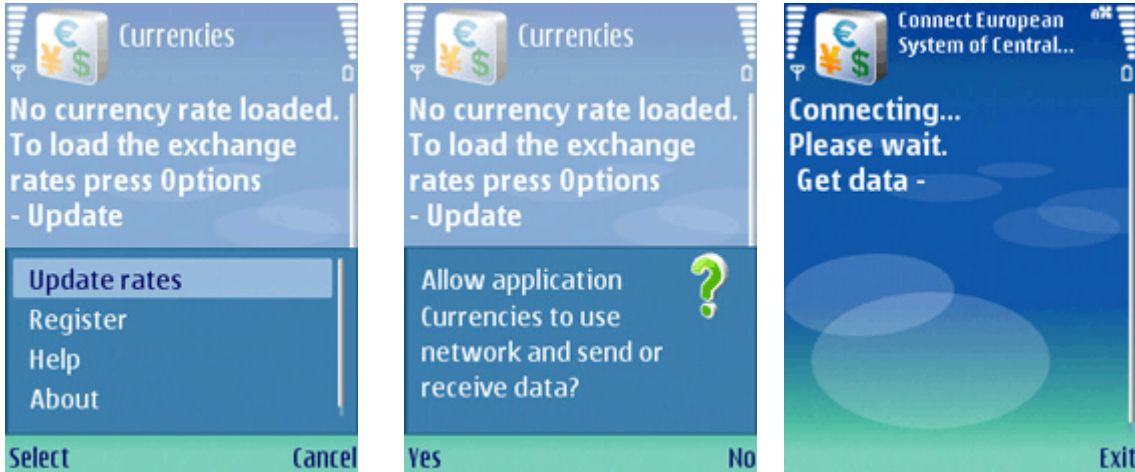 Currencies
No currency rate loaded.
To load the exchange
rates press Options
- Update
Update rates
Register
Help
About
Select
Cancel
Currencies
No currency rate loaded.
To load the exchange
rates press Options
- Update
Allow application
Currencies to use
network and send or
receive data?
Yes
No
Connect European
System of Central...
Connecting...
Please wait.
Get data -
Exit